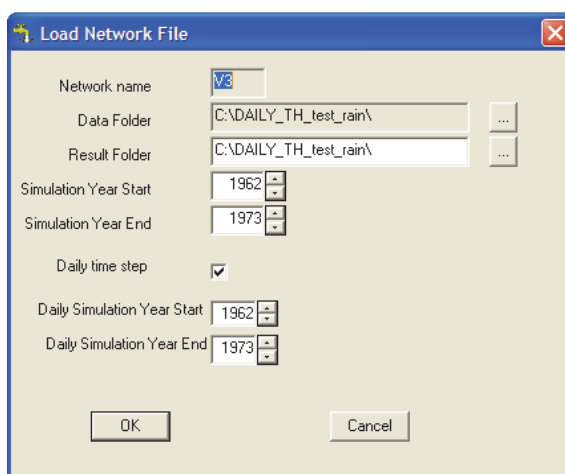 Load Network File
Network name V3
Data Folder C:\DAILY_TH_test_rain\ ...
Result Folder C:\DAILY_TH_test_rain\ ...
Simulation Year Start 1962
Simulation Year End 1973
Daily time step
Daily Simulation Year Start 1962
Daily Simulation Year End 1973
OK Cancel